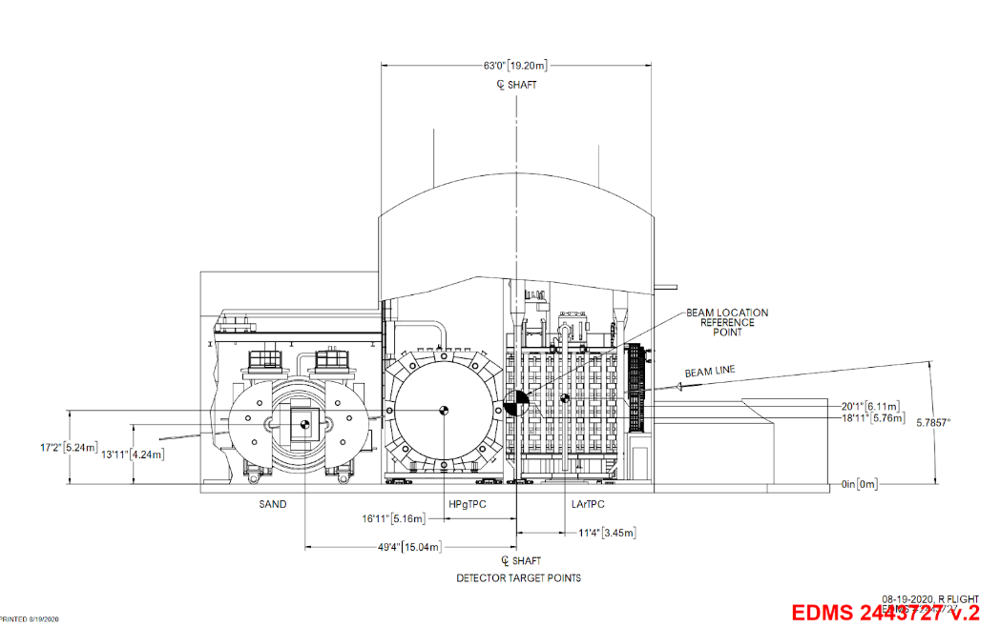 63'0"[19.20m]
℄ SHAFT
BEAM LOCATION
REFERENCE
POINT
BEAM LINE
20'1"[6.11m]
18'11"[5.76m]
5.7857°
17'2"[5.24m]
13'11"[4.24m]
0in[0m]
SAND
HPgTPC
LArTPC
16'11"[5.16m]
11'4"[3.45m]
49'4"[15.04m]
℄ SHAFT
DETECTOR TARGET POINTS
08-19-2020, R FLIGHT
EDMS 2443727
EDMS 2443727 v.2
PRINTED 8/19/2020